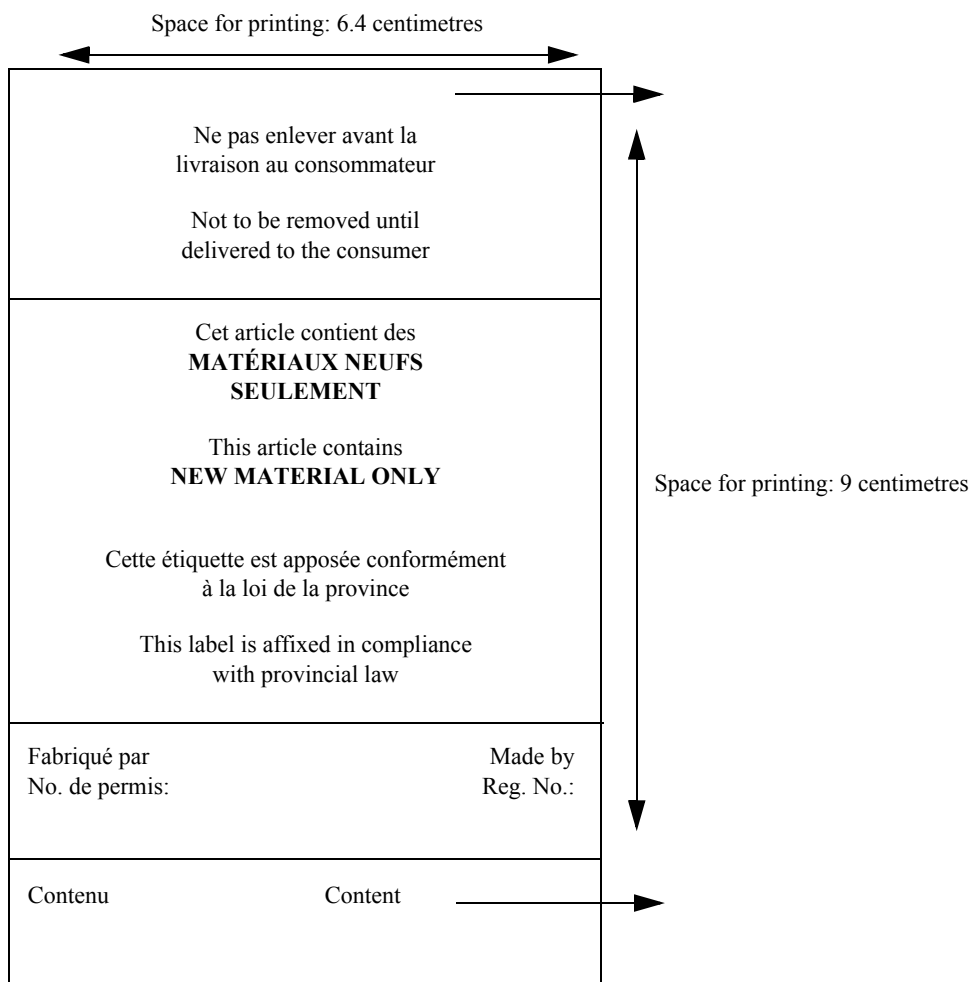 Space for printing: 6.4 centimetres
Ne pas enlever avant la
livraison au consommateur
Not to be removed until
delivered to the consumer
Cet article contient des
MATÉRIAUX NEUFS
SEULEMENT
This article contains
NEW MATERIAL ONLY
Space for printing: 9 centimetres
Cette étiquette est apposée conformément
à la loi de la province
This label is affixed in compliance
with provincial law
Fabriqué par Made by
No. de permis: Reg. No.:
Contenu Content